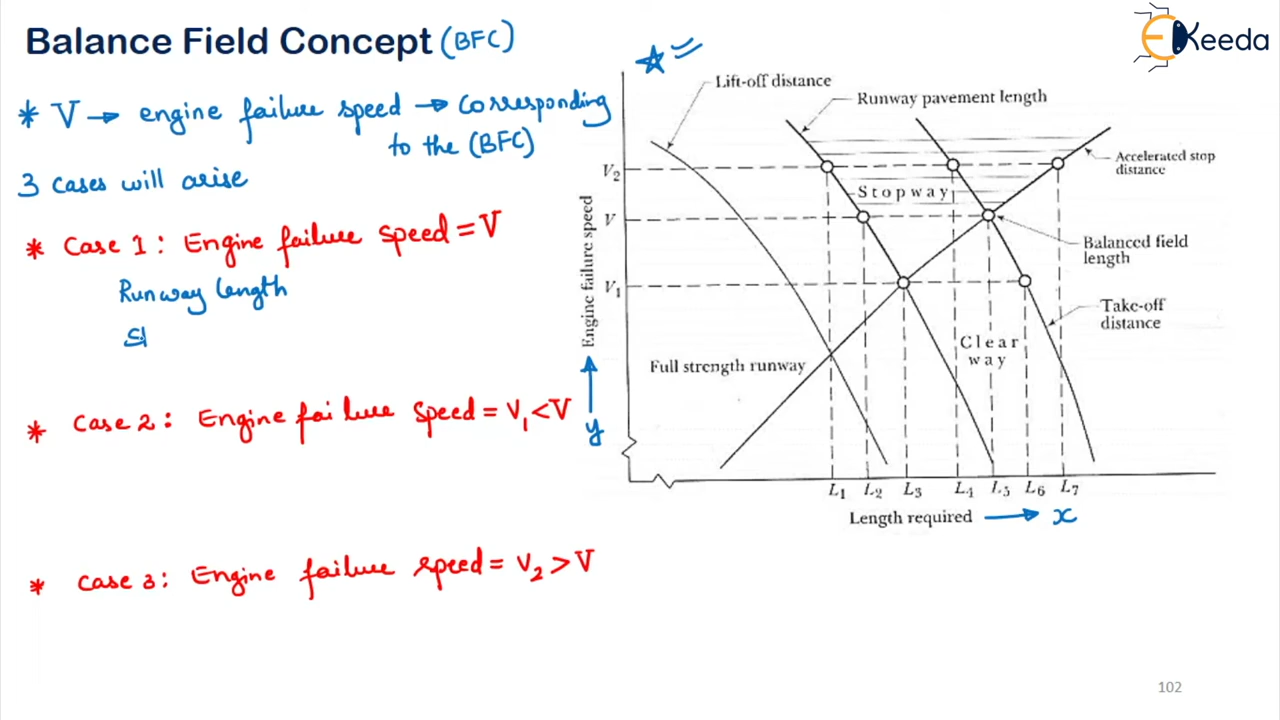 Balance Field Concept (BFC)
EKeeda
* V → engine failure speed → corresponding
to the (BFC)
3 cases will arise
* Case 1: Engine failure speed = V
Runway length
* Case 2: Engine failure speed = V₁ < V
* Case 3: Engine failure speed = V₂ > V
Lift-off distance
Runway pavement length
Accelerated stop
distance
V₂
Stopway
V
Balanced field
length
V₁
Take-off
distance
Clear
way
Full strength runway
Engine failure speed
y
L₁ L₂ L₃ L₄ L₅ L₆ L₇
Length required → x
102